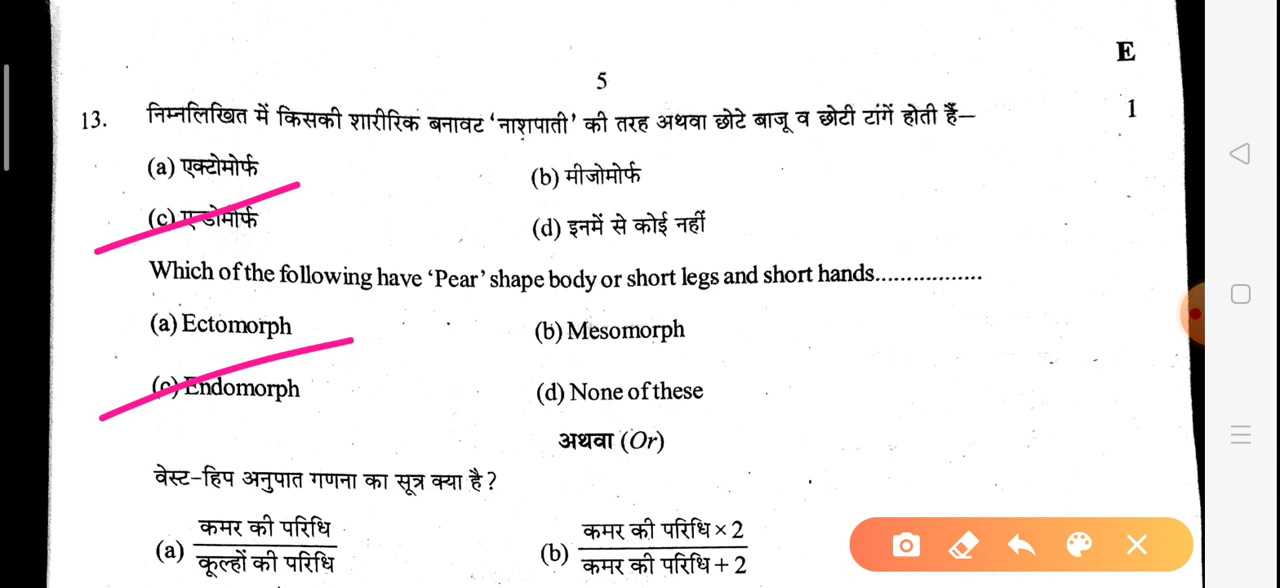 E
5
13. निम्नलिखित में किसकी शारीरिक बनावट ‘नाशपाती’ की तरह अथवा छोटे बाजू व छोटी टांगें होती हैं— 1
(a) एक्टोमोर्फ (b) मीजोमोर्फ
(c) एन्डोमोर्फ (d) इनमें से कोई नहीं
Which of the following have ‘Pear’ shape body or short legs and short hands.................
(a) Ectomorph (b) Mesomorph
(c) Endomorph (d) None of these
अथवा (Or)
वेस्ट-हिप अनुपात गणना का सूत्र क्या है?
(a) कमर की परिधि (b) कमर की परिधि × 2
कूल्हों की परिधि कमर की परिधि + 2